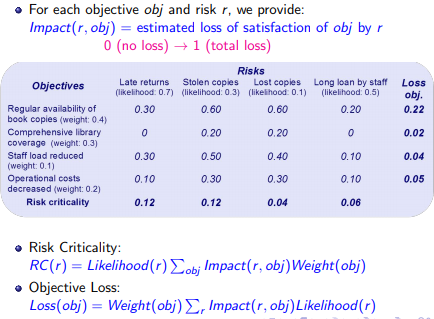 • For each objective obj and risk r, we provide:
Impact(r, obj) = estimated loss of satisfaction of obj by r
0 (no loss) → 1 (total loss)
Risks
Objectives Late returns (likelihood: 0.7) Stolen copies (likelihood: 0.3) Lost copies (likelihood: 0.1) Long loan by staff (likelihood: 0.5) Loss obj.
Regular availability of book copies (weight: 0.4) 0.30 0.60 0.60 0.20 0.22
Comprehensive library coverage (weight: 0.3) 0 0.20 0.20 0 0.02
Staff load reduced (weight: 0.1) 0.30 0.50 0.40 0.10 0.04
Operational costs decreased (weight: 0.2) 0.10 0.30 0.30 0.10 0.05
Risk criticality 0.12 0.12 0.04 0.06
• Risk Criticality:
RC(r) = Likelihood(r) ∑obj Impact(r, obj)Weight(obj)
• Objective Loss:
Loss(obj) = Weight(obj) ∑r Impact(r, obj)Likelihood(r)